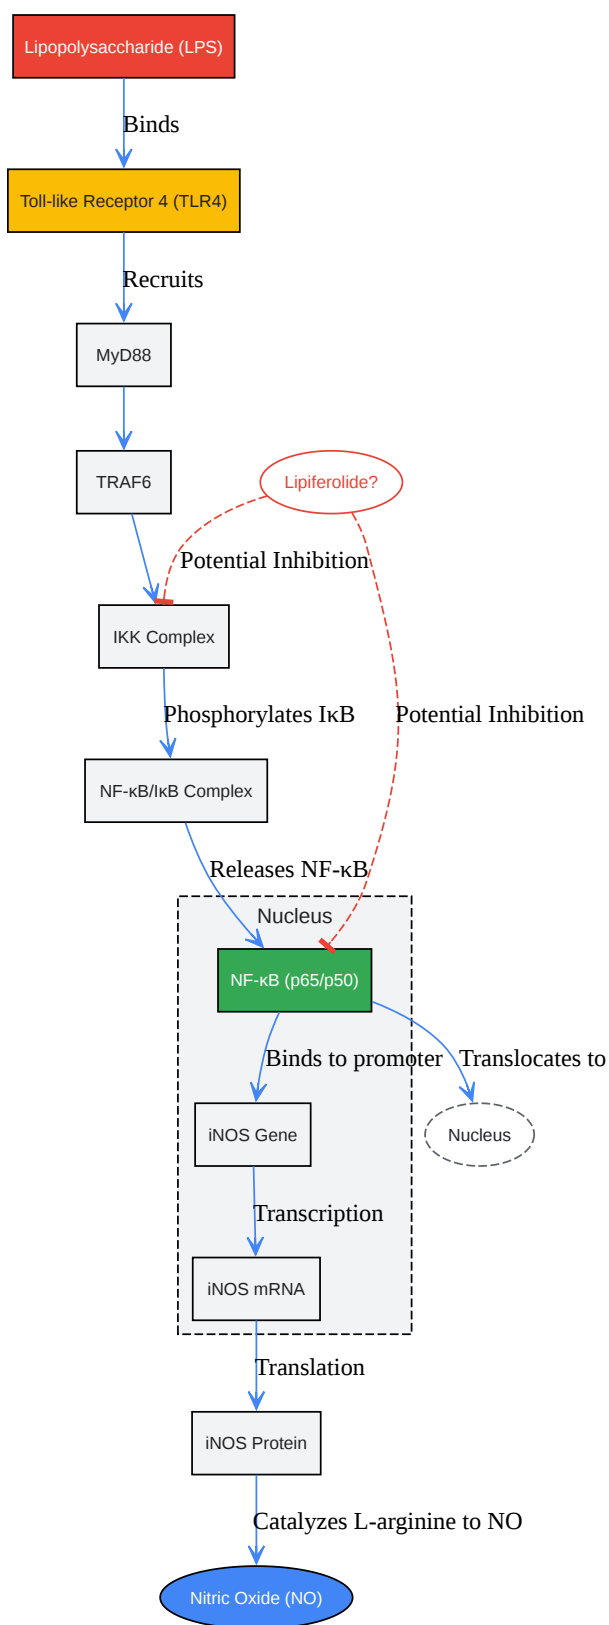 Lipopolysaccharide (LPS)
Binds
Toll-like Receptor 4 (TLR4)
Recruits
MyD88
TRAF6
Lipiferolide?
Potential Inhibition
IKK Complex
Phosphorylates IκB
Potential Inhibition
NF-κB/IκB Complex
Releases NF-κB
Nucleus
NF-κB (p65/p50)
Binds to promoter
Translocates to
iNOS Gene
Nucleus
Transcription
iNOS mRNA
Translation
iNOS Protein
Catalyzes L-arginine to NO
Nitric Oxide (NO)